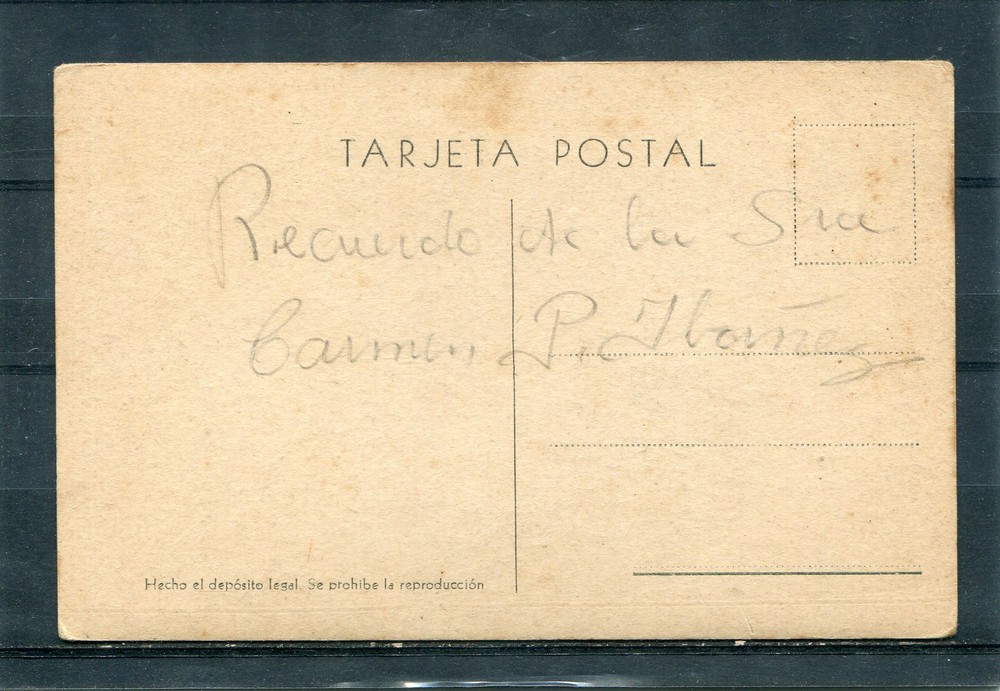 TARJETA POSTAL
Recuerdo de la Sra
Carmen P. Ibañez
Hecho el depósito legal. Se prohibe la reproducción